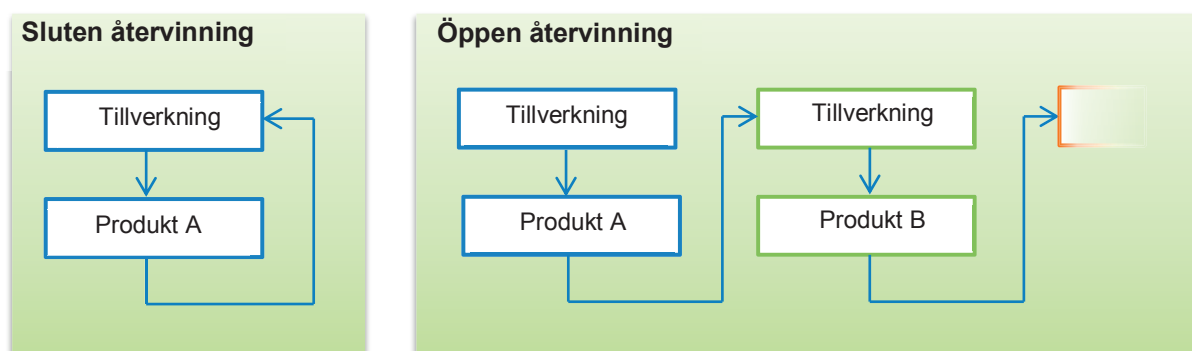 Sluten återvinning
Tillverkning
Produkt A
Öppen återvinning
Tillverkning
Produkt A
Tillverkning
Produkt B